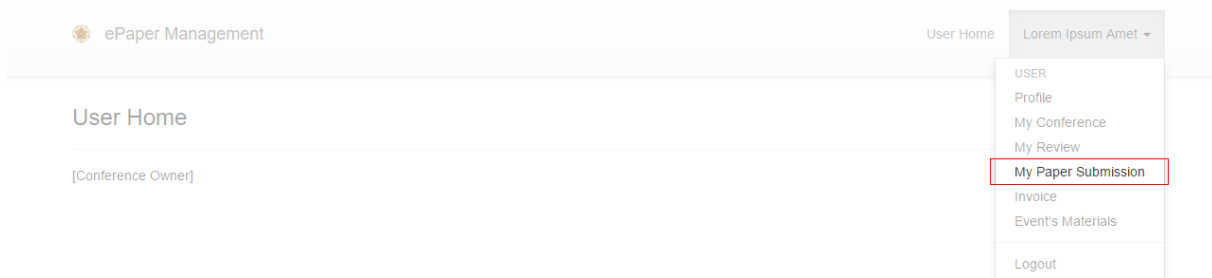 ePaper Management
User Home
Lorem Ipsum Amet
USER
Profile
My Conference
My Review
My Paper Submission
Invoice
Event's Materials
Logout
User Home
[Conference Owner]